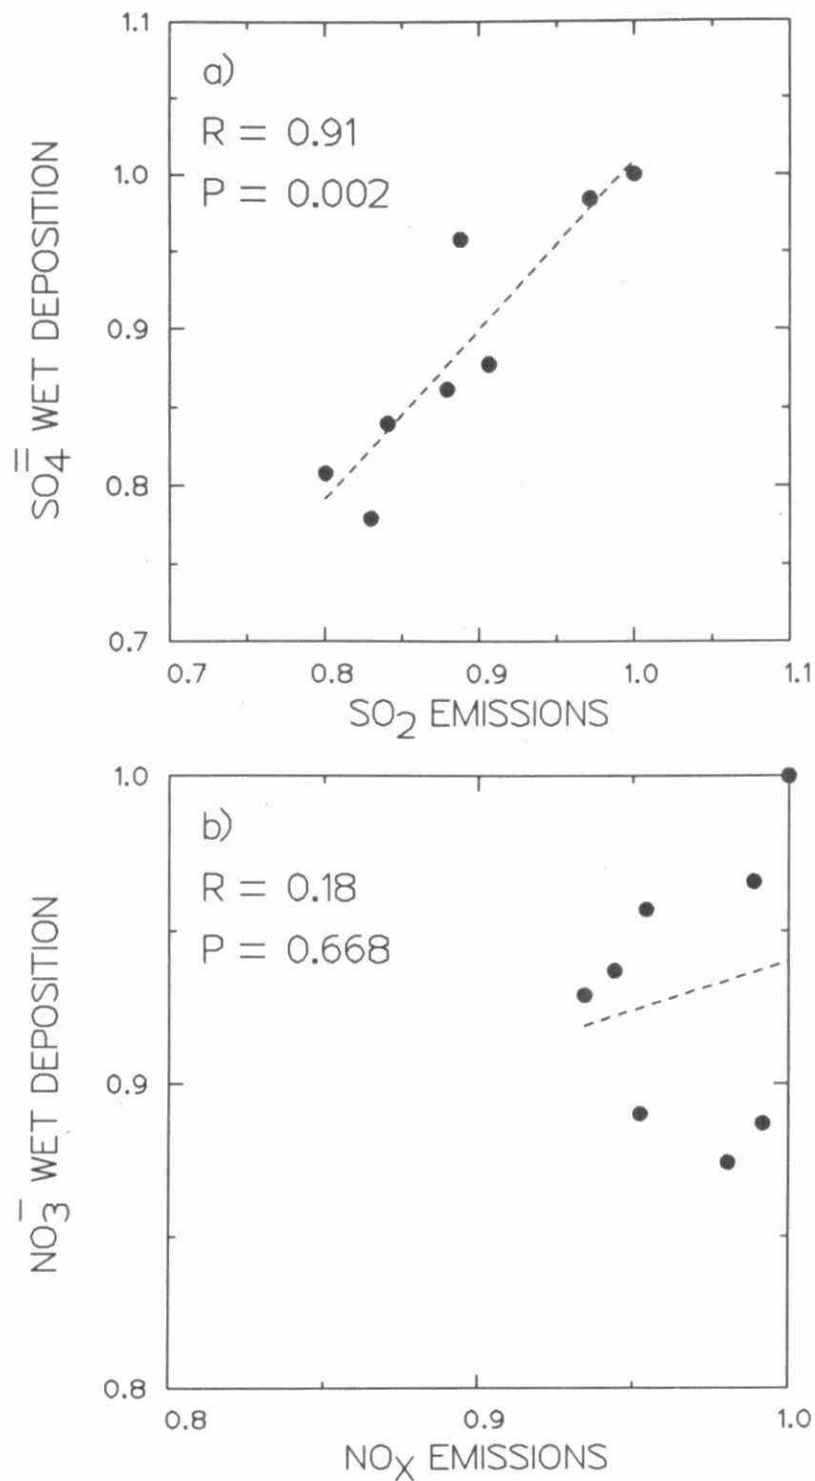 1.1
1.0
0.9
0.8
0.7
SO4= WET DEPOSITION
a)
R = 0.91
P = 0.002
0.7 0.8 0.9 1.0 1.1
SO2 EMISSIONS
1.0
0.9
0.8
NO3- WET DEPOSITION
b)
R = 0.18
P = 0.668
0.8 0.9 1.0
NOX EMISSIONS